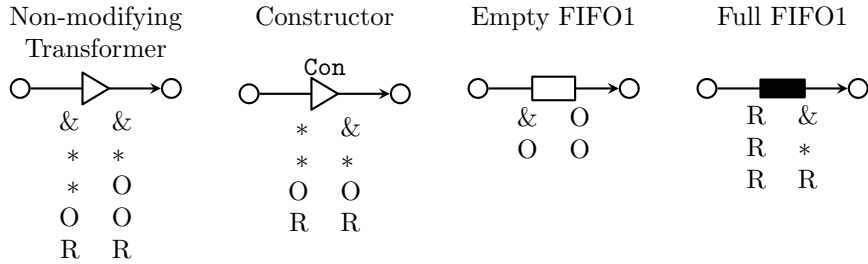 Non-modifying Transformer
Constructor
Empty FIFO1
Full FIFO1
Con
& &
* *
* O
O O
R R
* &
* *
O O
R R
& O
O O
R &
R *
R R